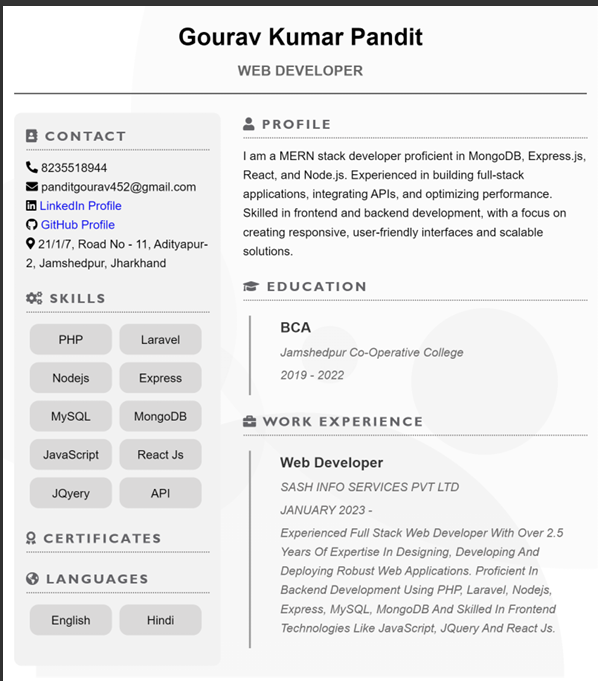 Gourav Kumar Pandit
WEB DEVELOPER
CONTACT
8235518944
panditgourav452@gmail.com
LinkedIn Profile
GitHub Profile
21/1/7, Road No - 11, Adityapur-
2, Jamshedpur, Jharkhand
SKILLS
PHP Laravel
Nodejs Express
MySQL MongoDB
JavaScript React Js
JQyery API
CERTIFICATES
LANGUAGES
English Hindi
PROFILE
I am a MERN stack developer proficient in MongoDB, Express.js,
React, and Node.js. Experienced in building full-stack
applications, integrating APIs, and optimizing performance.
Skilled in frontend and backend development, with a focus on
creating responsive, user-friendly interfaces and scalable
solutions.
EDUCATION
BCA
Jamshedpur Co-Operative College
2019 - 2022
WORK EXPERIENCE
Web Developer
SASH INFO SERVICES PVT LTD
JANUARY 2023 -
Experienced Full Stack Web Developer With Over 2.5
Years Of Expertise In Designing, Developing And
Deploying Robust Web Applications. Proficient In
Backend Development Using PHP, Laravel, Nodejs,
Express, MySQL, MongoDB And Skilled In Frontend
Technologies Like JavaScript, JQuery And React Js.